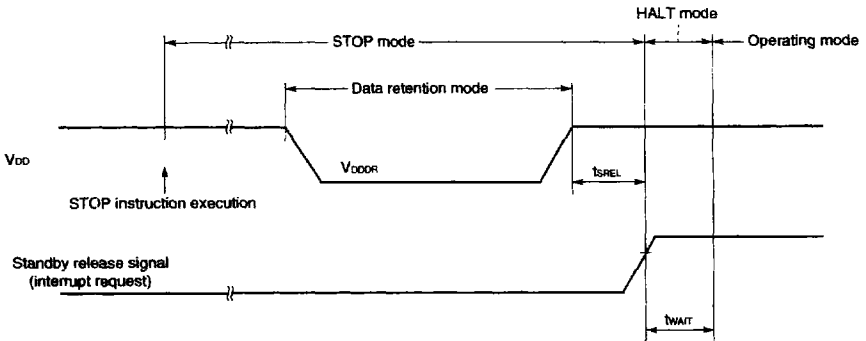 HALT mode
STOP mode
Operating mode
Data retention mode
VDD
VDDDR
tSREL
STOP instruction execution
Standby release signal
(interrupt request)
tWAIT